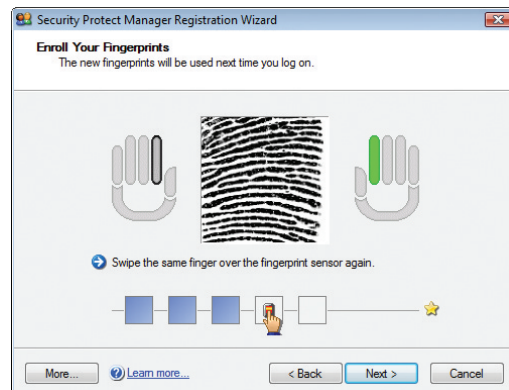 Security Protect Manager Registration Wizard
Enroll Your Fingerprints
The new fingerprints will be used next time you log on.
Swipe the same finger over the fingerprint sensor again.
More... Learn more... < Back Next > Cancel